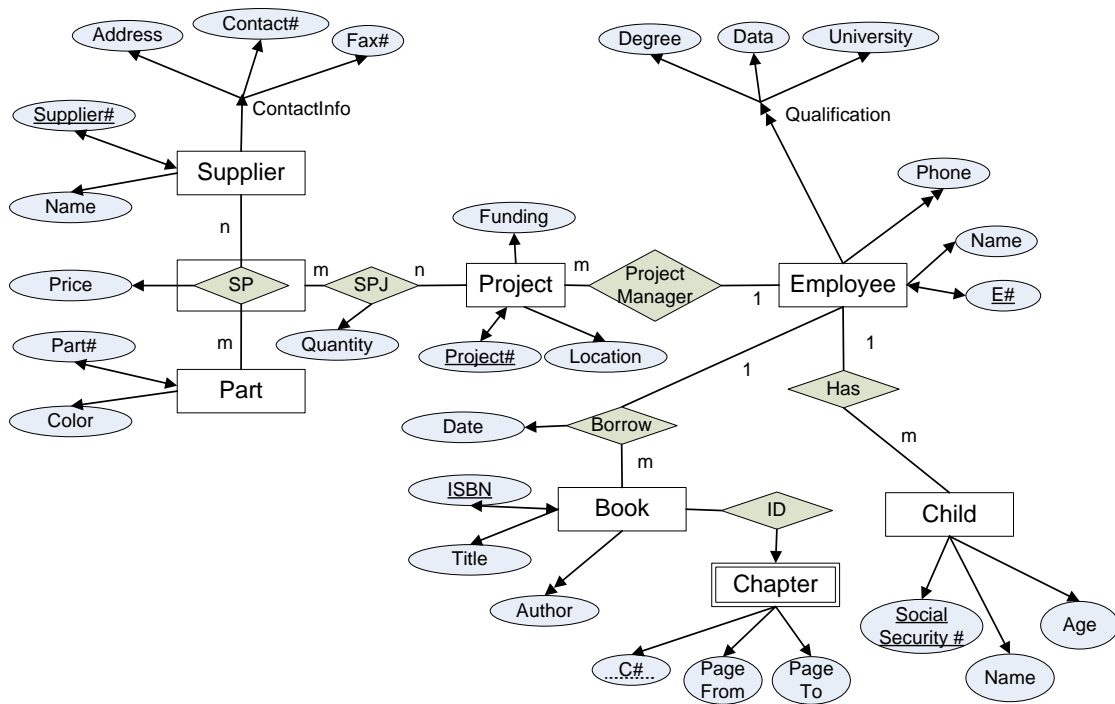 Address
Contact#
Fax#
ContactInfo
Supplier#
Supplier
Name
n
Price
SP
m
SPJ
n
Quantity
m
Part#
Part
Color
Funding
Project
Project#
Location
m
Project
Manager
1
Degree
Data
University
Qualification
Phone
Name
Employee
E#
1
1
Has
m
Date
Borrow
m
ISBN
Book
Title
Author
ID
Chapter
C#
Page
From
Page
To
Child
Social
Security #
Name
Age